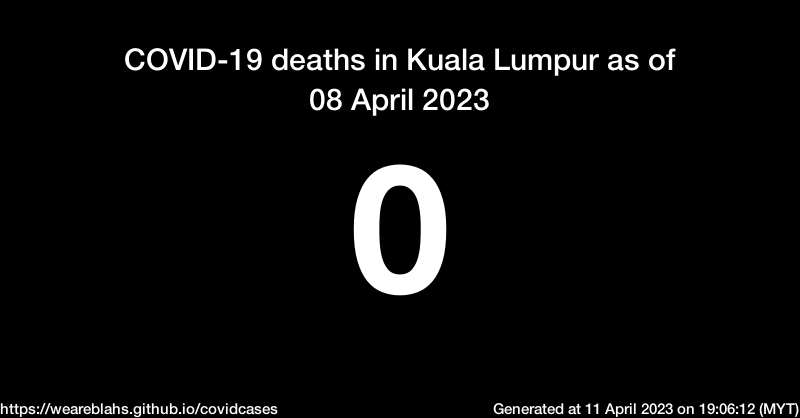 COVID-19 deaths in Kuala Lumpur as of
08 April 2023
0
https://weareblahs.github.io/covidcases
Generated at 11 April 2023 on 19:06:12 (MYT)